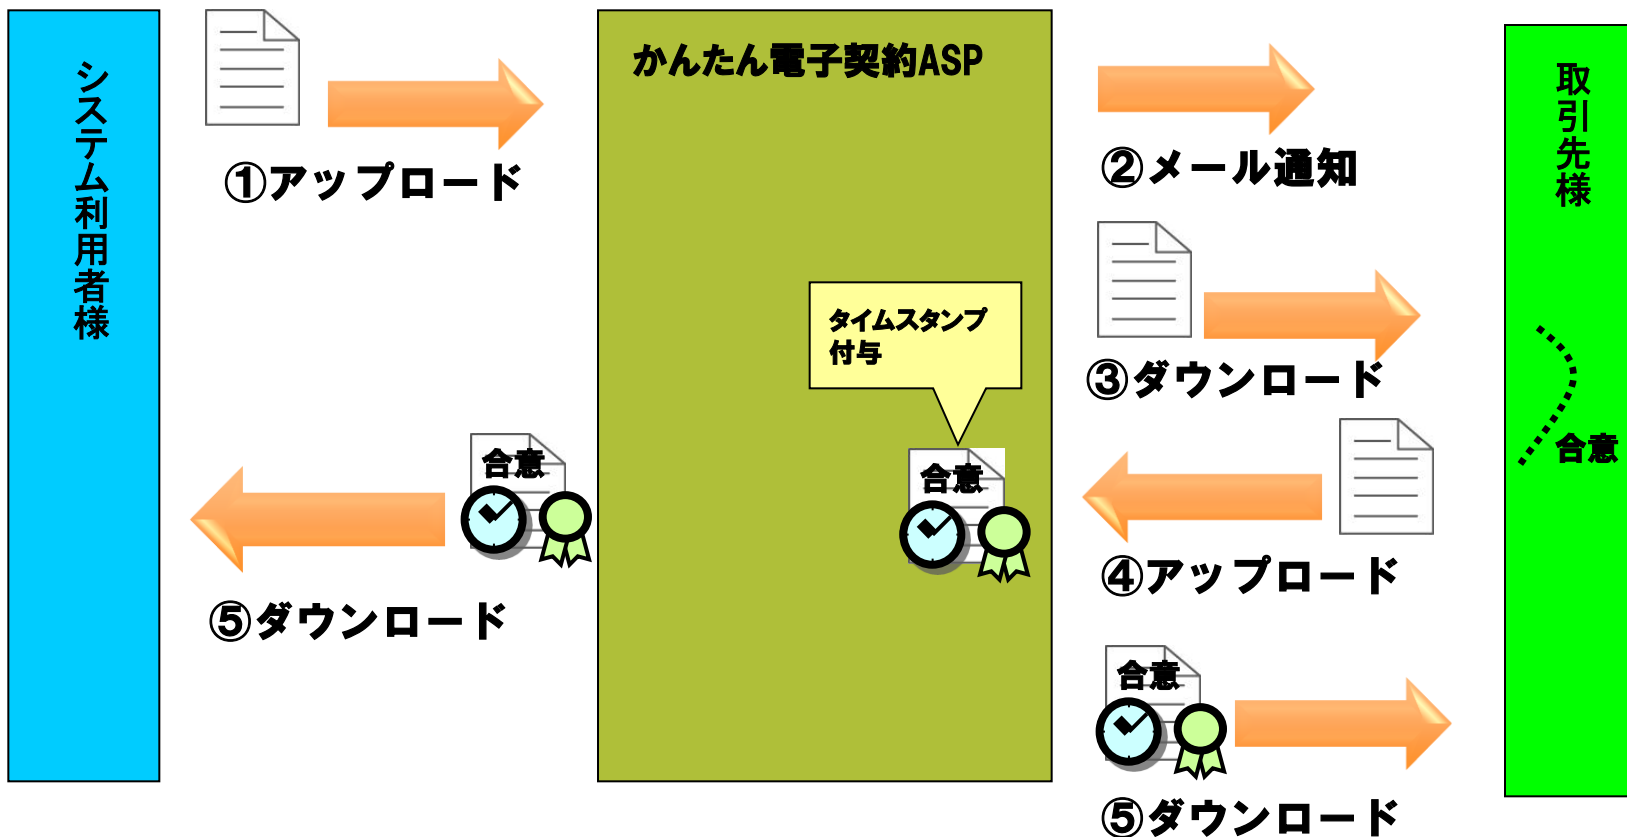 システム利用者様
①アップロード
かんたん電子契約ASP
②メール通知
取引先様
③ダウンロード
タイムスタンプ
付与
合意
合意
合意
④アップロード
⑤ダウンロード
合意
⑤ダウンロード